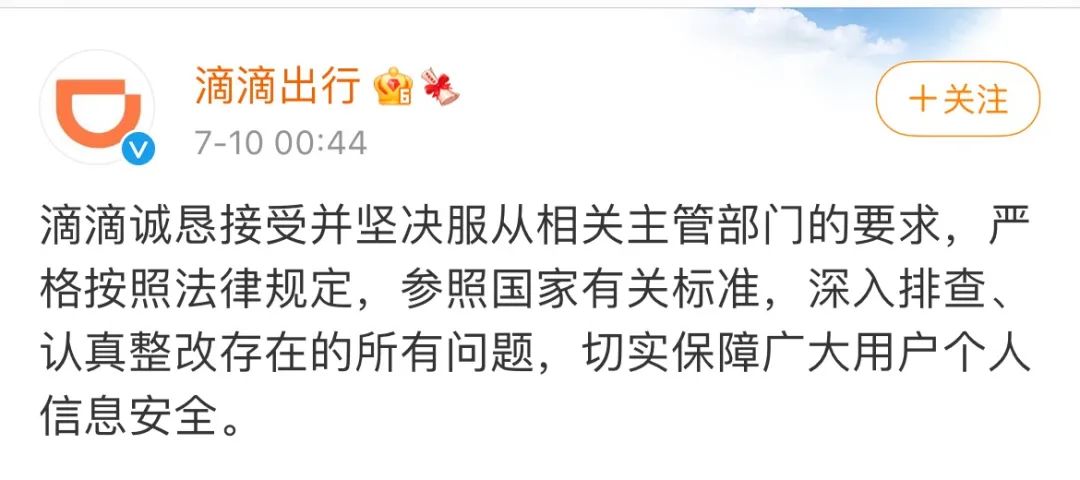 滴滴出行
7-10 00:44
+关注
滴滴诚恳接受并坚决服从相关主管部门的要求，严
格按照法律规定，参照国家有关标准，深入排查、
认真整改存在的所有问题，切实保障广大用户个人
信息安全。